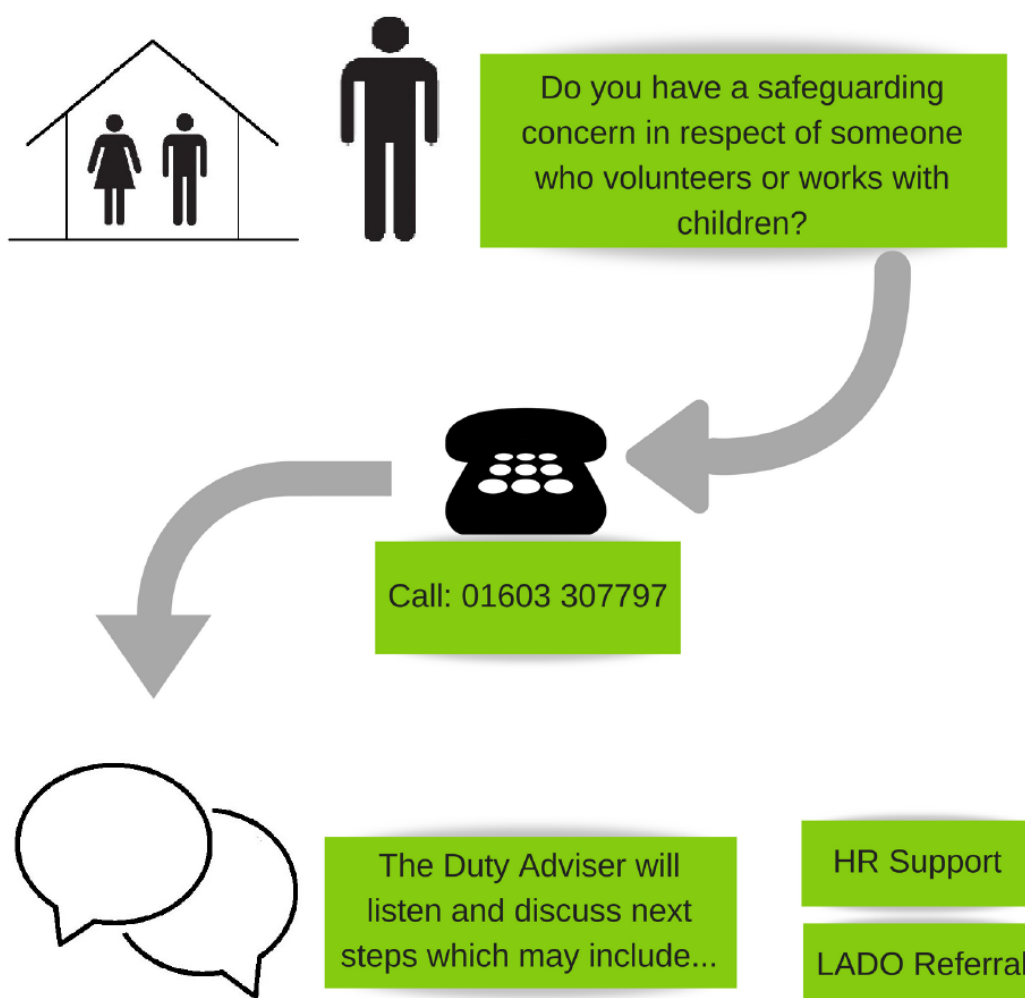 Do you have a safeguarding
concern in respect of someone
who volunteers or works with
children?
Call: 01603 307797
The Duty Adviser will
listen and discuss next
steps which may include...
HR Support
LADO Referral